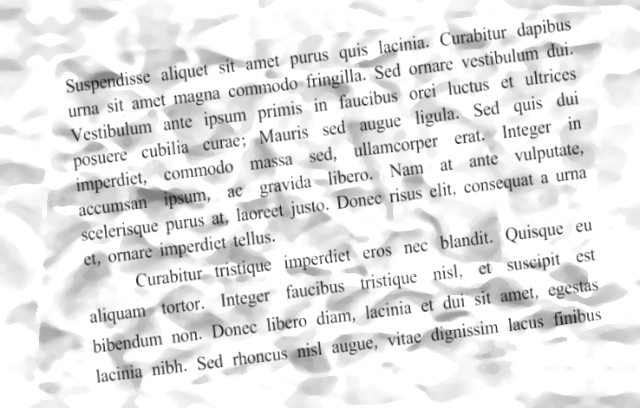 Suspendisse aliquet sit amet purus quis lacinia. Curabitur dapibus
urna sit amet magna commodo fringilla. Sed ornare vestibulum dui.
Vestibulum ante ipsum primis in faucibus orci luctus et ultrices
posuere cubilia curae; Mauris sed augue ligula. Sed quis dui
imperdiet, commodo massa sed, ullamcorper erat. Integer in
accumsan ipsum, ac gravida libero. Nam at ante vulputate,
scelerisque purus at, laoreet justo. Donec risus elit, consequat a urna
et, ornare imperdiet tellus.
Curabitur tristique imperdiet eros nec blandit. Quisque eu
aliquam tortor. Integer faucibus tristique nisl, et suscipit est
bibendum non. Donec libero diam, lacinia et dui sit amet, egestas
lacinia nibh. Sed rhoncus nisl augue, vitae dignissim lacus finibus